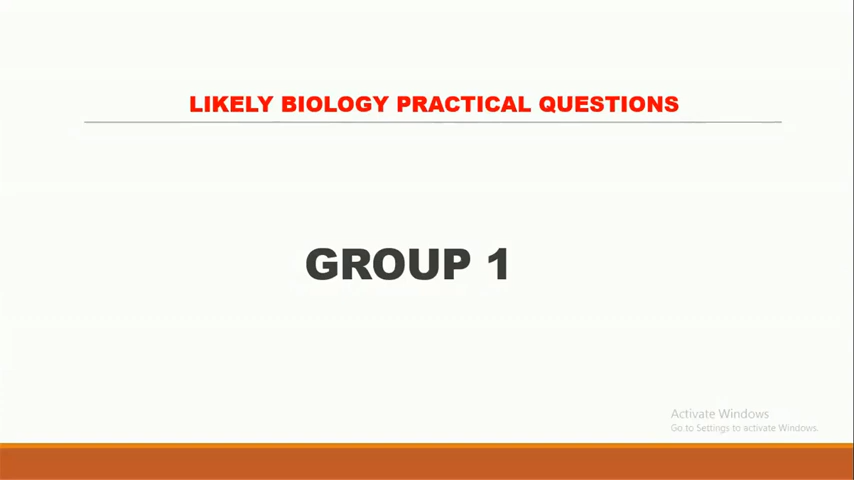 LIKELY BIOLOGY PRACTICAL QUESTIONS
GROUP 1
Activate Windows
Go to Settings to activate Windows.